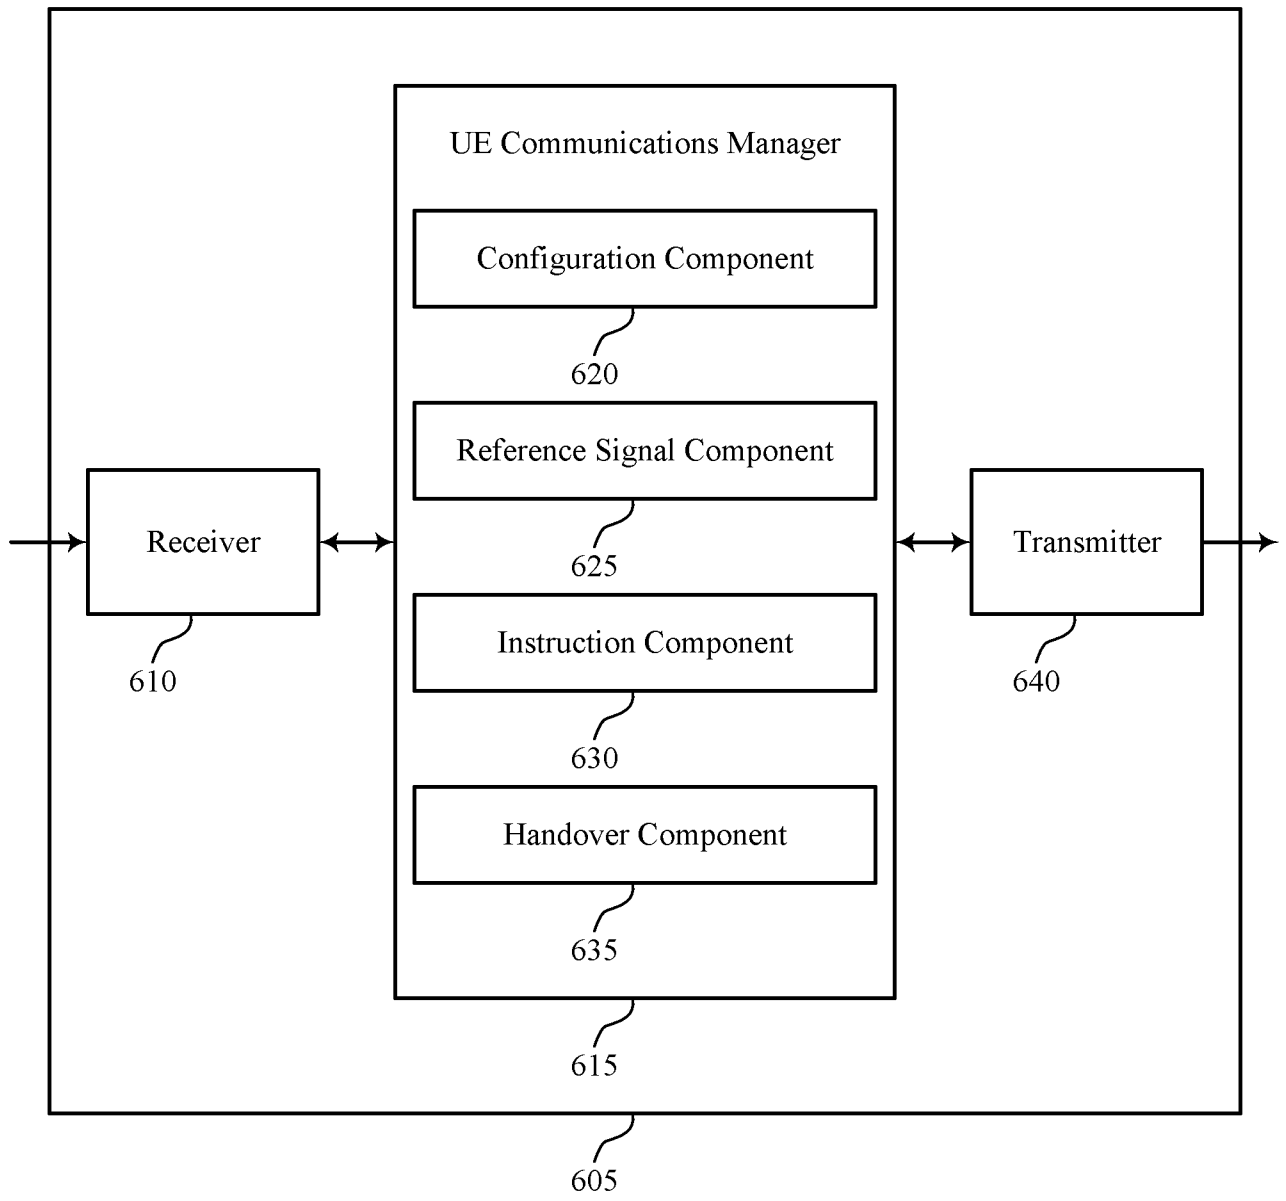 UE Communications Manager
Configuration Component
620
Reference Signal Component
625
Receiver
610
Transmitter
640
Instruction Component
630
Handover Component
635
615
605